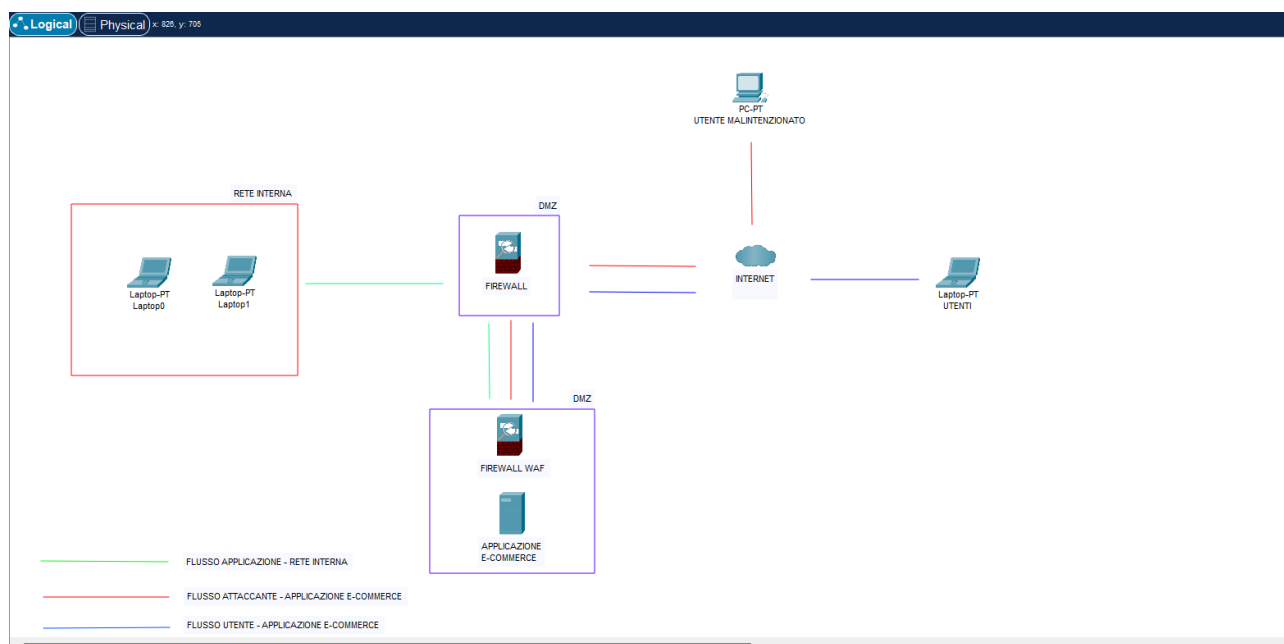 Logical Physical x: 826, y: 705
PC-PT
UTENTE MALINTENZIONATO
RETE INTERNA
DMZ
FIREWALL
INTERNET
Laptop-PT
Laptop0
Laptop-PT
Laptop1
Laptop-PT
UTENTI
DMZ
FIREWALL WAF
APPLICAZIONE
E-COMMERCE
FLUSSO APPLICAZIONE - RETE INTERNA
FLUSSO ATTACCANTE - APPLICAZIONE E-COMMERCE
FLUSSO UTENTE - APPLICAZIONE E-COMMERCE